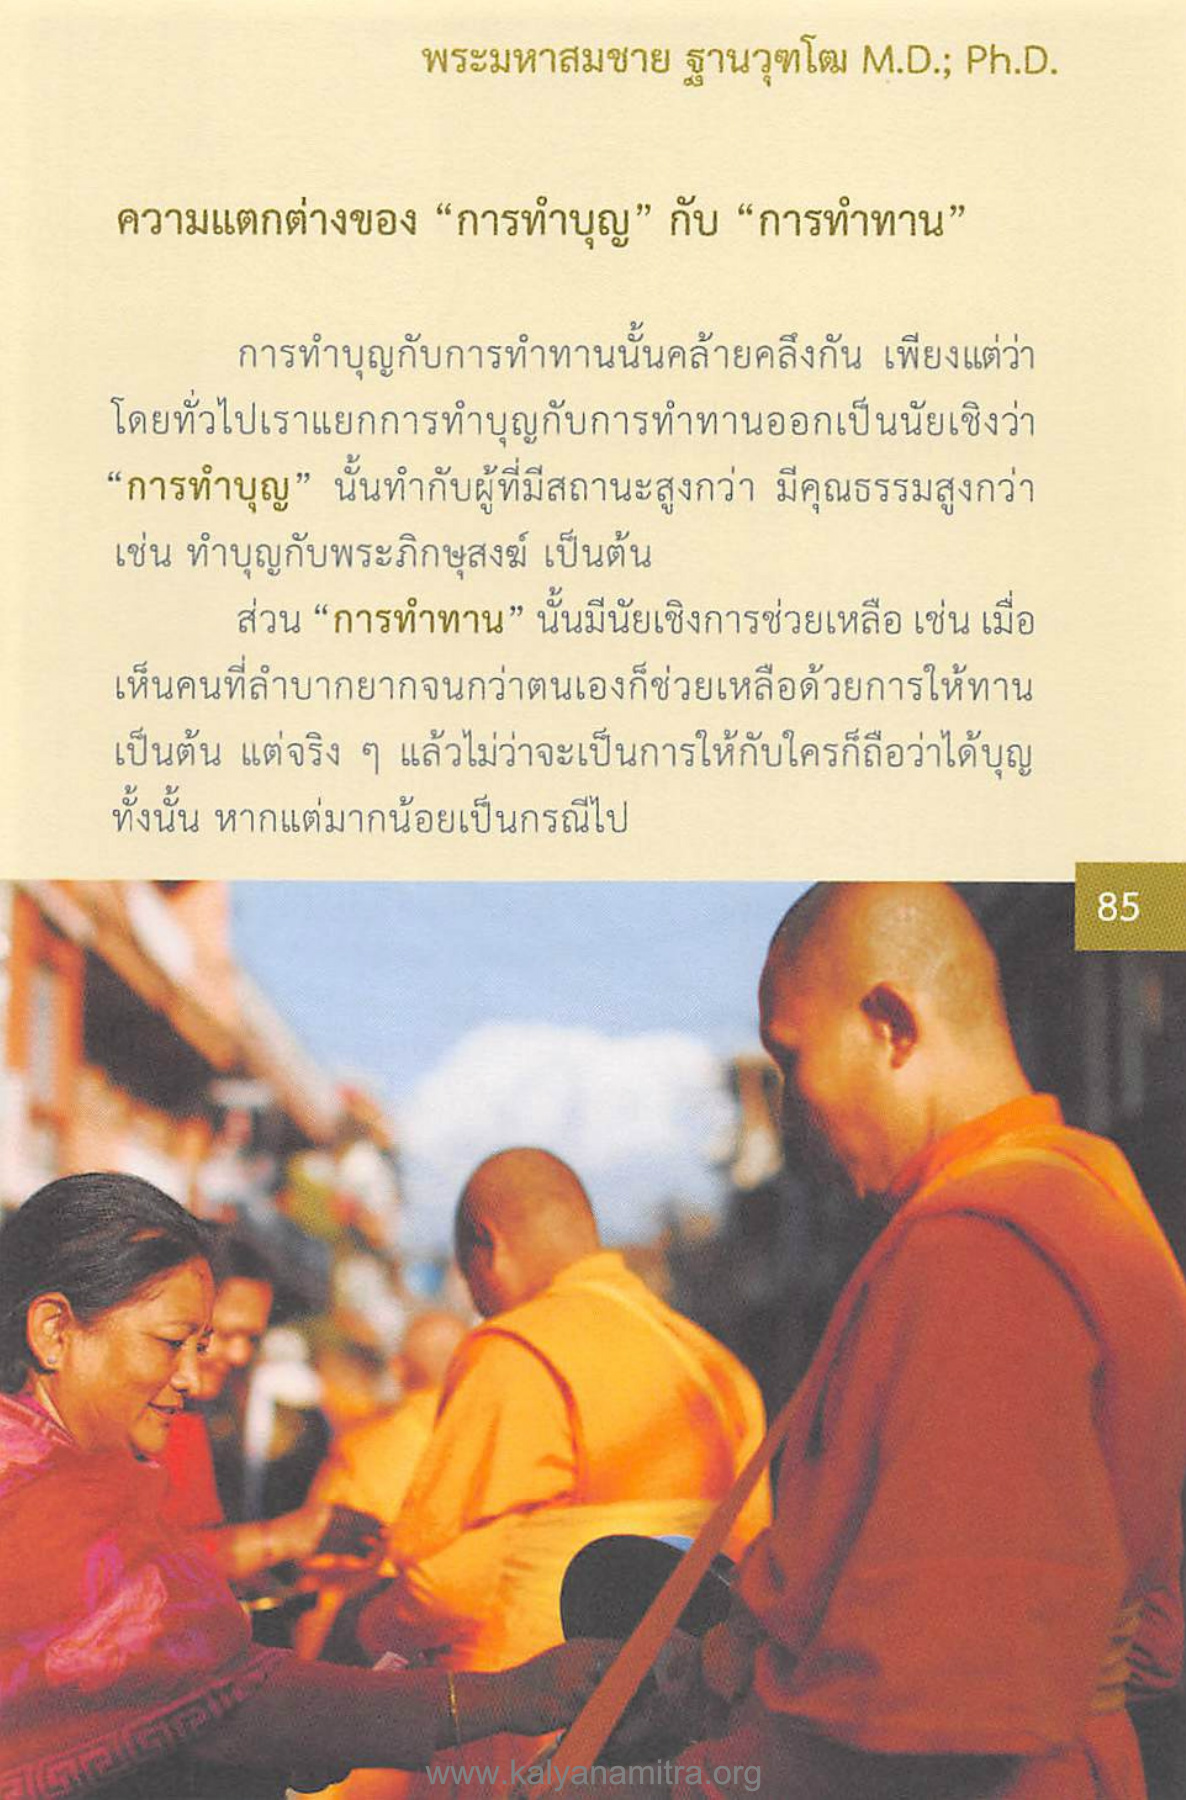 พระมหาสมชาย ฐานวุฑโฒ M.D.; Ph.D.
ความแตกต่างของ “การทำบุญ” กับ “การทำทาน”
การทำบุญกับการทำทานนั้นคล้ายคลึงกัน เพียงแต่ว่า
โดยทั่วไปเราแยกการทำบุญกับการทำทานออกเป็นนัยเชิงว่า
“การทำบุญ” นั้นทำกับผู้ที่มีสถานะสูงกว่า มีคุณธรรมสูงกว่า
เช่น ทำบุญกับพระภิกษุสงฆ์ เป็นต้น
ส่วน “การทำทาน” นั้นมีนัยเชิงการช่วยเหลือ เช่น เมื่อ
เห็นคนที่ลำบากยากจนกว่าตนเองก็ช่วยเหลือด้วยการให้ทาน
เป็นต้น แต่จริง ๆ แล้วไม่ว่าจะเป็นการให้กับใครก็ถือว่าได้บุญ
ทั้งนั้น หากแต่มากน้อยเป็นกรณีไป
85
www.kalyanamitra.org